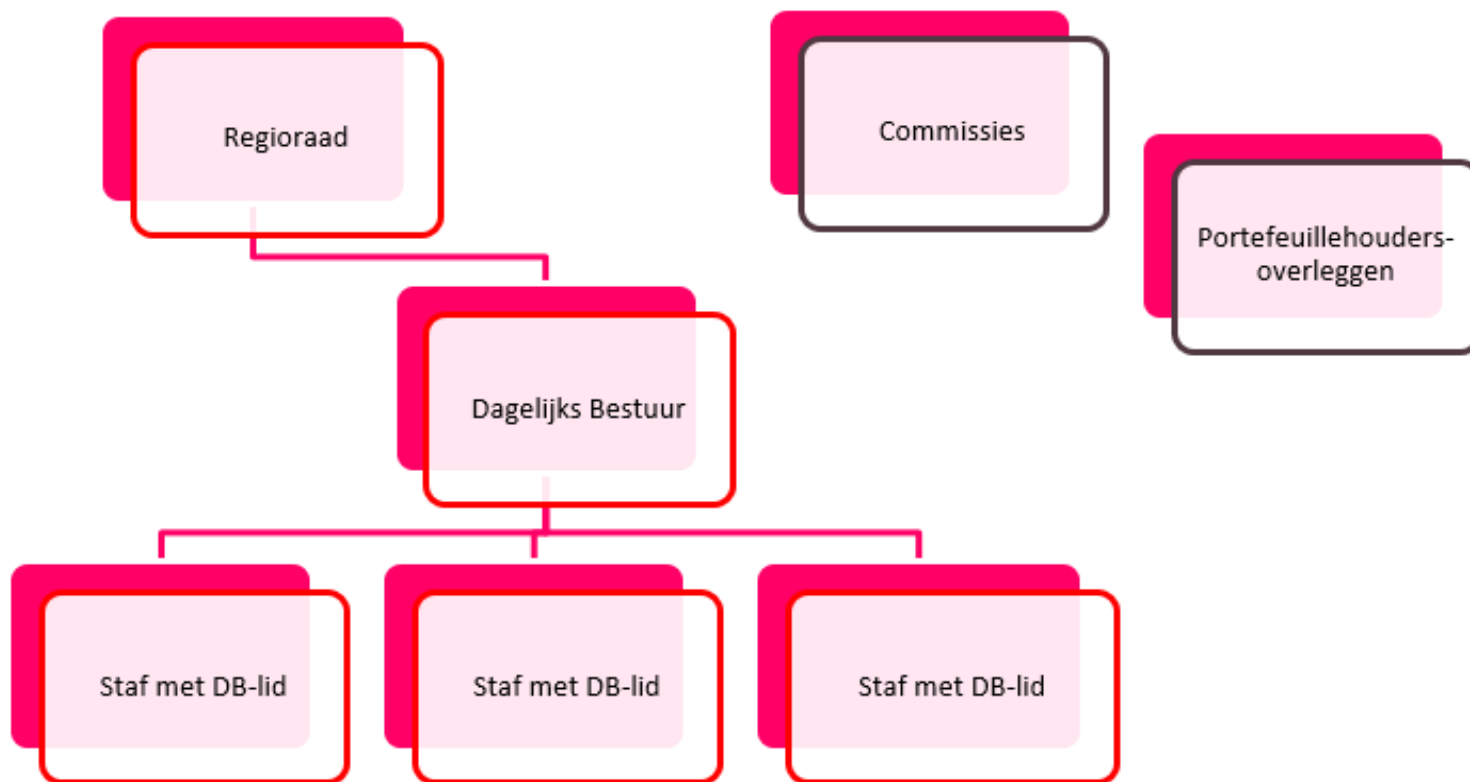 Regioraad
Commissies
Portefeuillehouders-
overleggen
Dagelijks Bestuur
Staf met DB-lid
Staf met DB-lid
Staf met DB-lid